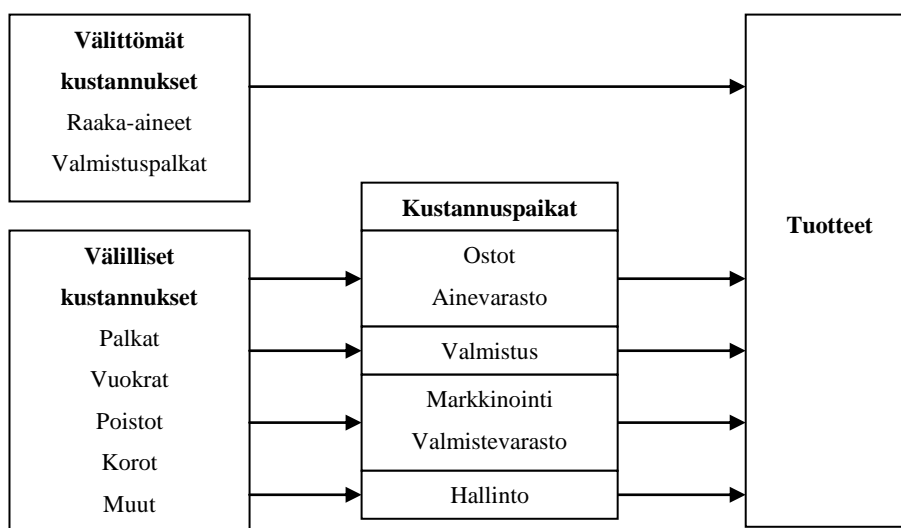 Välittömät
kustannukset
Raaka-aineet
Valmistuspalkat
Välilliset
kustannukset
Palkat
Vuokrat
Poistot
Korot
Muut
Kustannuspaikat
Ostot
Ainevarasto
Valmistus
Markkinointi
Valmistevarasto
Hallinto
Tuotteet